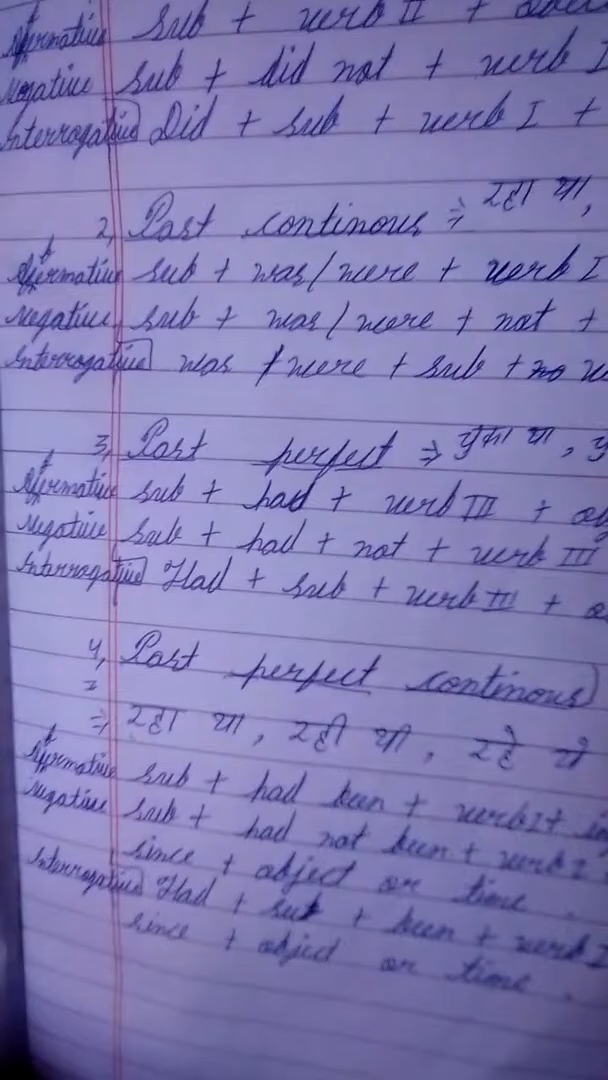 Affirmative sub + verb II +
Negative sub + did not + verb I
Interrogative Did + sub + verb I +
2, Past continous ⇒ रहा था,
Affirmative sub + was/were + verb I
Negative sub + was/were + not +
Interrogative was / were + sub +
3, Past perfect ⇒ चुका था,
Affirmative sub + had + verb III +
Negative sub + had + not + verb III
Interrogative Had + sub + verb III +
4, Past perfect continous
⇒ रहा था, रही थी, रहे थे
Affirmative sub + had been + verb I +
Negative sub + had not been + verb I
since + object or time.
Interrogative Had + sub + been + verb I
since + object or time.